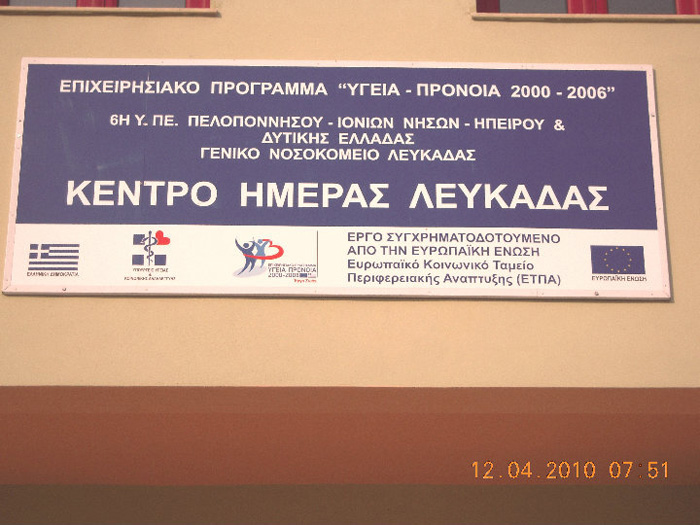 ΕΠΙΧΕΙΡΗΣΙΑΚΟ ΠΡΟΓΡΑΜΜΑ "ΥΓΕΙΑ - ΠΡΟΝΟΙΑ 2000 - 2006"
6Η Υ. ΠΕ. ΠΕΛΟΠΟΝΝΗΣΟΥ - ΙΟΝΙΩΝ ΝΗΣΩΝ - ΗΠΕΙΡΟΥ &
ΔΥΤΙΚΗΣ ΕΛΛΑΔΑΣ
ΓΕΝΙΚΟ ΝΟΣΟΚΟΜΕΙΟ ΛΕΥΚΑΔΑΣ
ΚΕΝΤΡΟ ΗΜΕΡΑΣ ΛΕΥΚΑΔΑΣ
ΕΛΛΗΝΙΚΗ ΔΗΜΟΚΡΑΤΙΑ
ΥΓΕΙΑ ΠΡΟΝΟΙΑ
2000-2006
ΕΡΓΟ ΣΥΓΧΡΗΜΑΤΟΔΟΤΟΥΜΕΝΟ
ΑΠΟ ΤΗΝ ΕΥΡΩΠΑΪΚΗ ΕΝΩΣΗ
Ευρωπαϊκό Κοινωνικό Ταμείο
Περιφερειακής Αναπτυξης (ΕΤΠΑ)
ΕΥΡΩΠΑΪΚΗ ΕΝΩΣΗ
12.04.2010 07:51